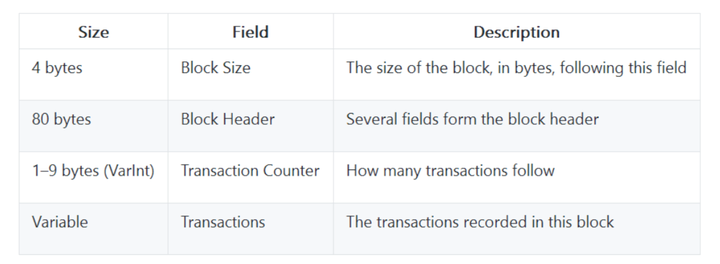 Size Field Description
4 bytes Block Size The size of the block, in bytes, following this field
80 bytes Block Header Several fields form the block header
1–9 bytes (VarInt) Transaction Counter How many transactions follow
Variable Transactions The transactions recorded in this block